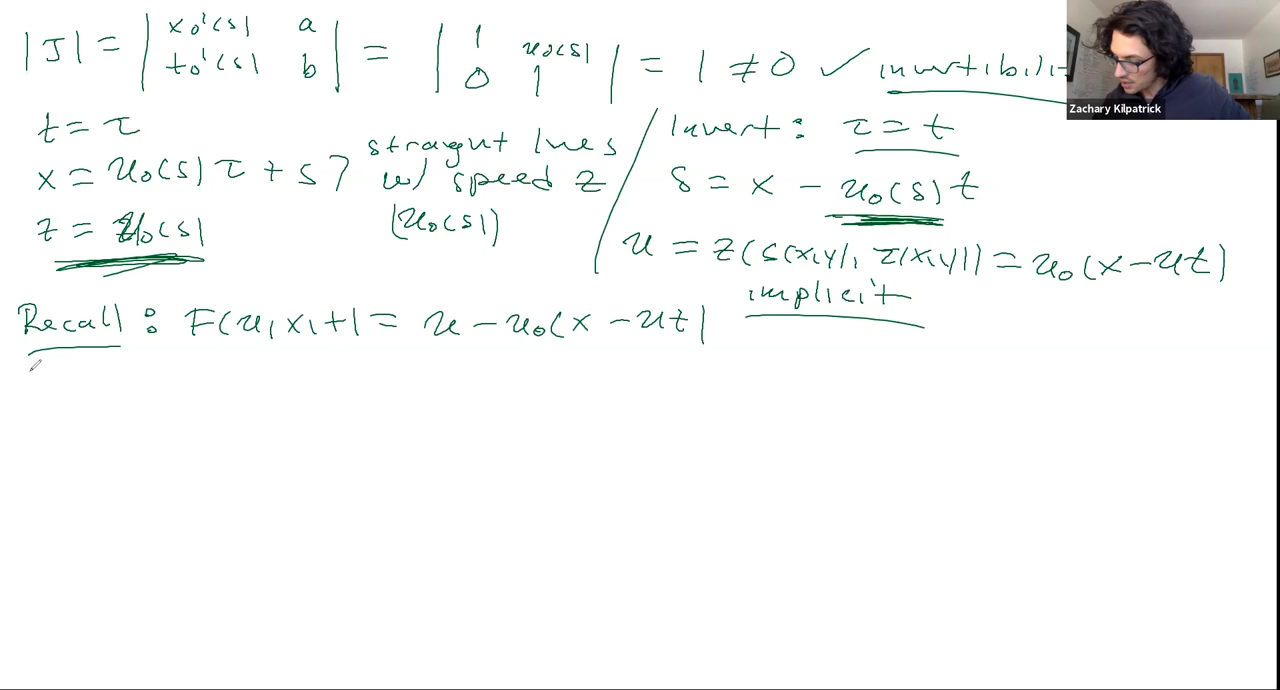 |J| = | x₀'(s) a | = | 1 u₀(s) | = 1 ≠ 0 ✓ invertibili
| t₀'(s) b | | 0 1 |
Zachary Kilpatrick
t = τ
x = u₀(s) τ + s }
z = u₀(s)
straight lines
w/ speed z
(u₀(s))
Invert: τ = t
s = x - u₀(s) t
u = z(s(x,y), τ(x,y)) = u₀(x - ut)
implicit
Recall: F(u, x, t) = u - u₀(x - ut)